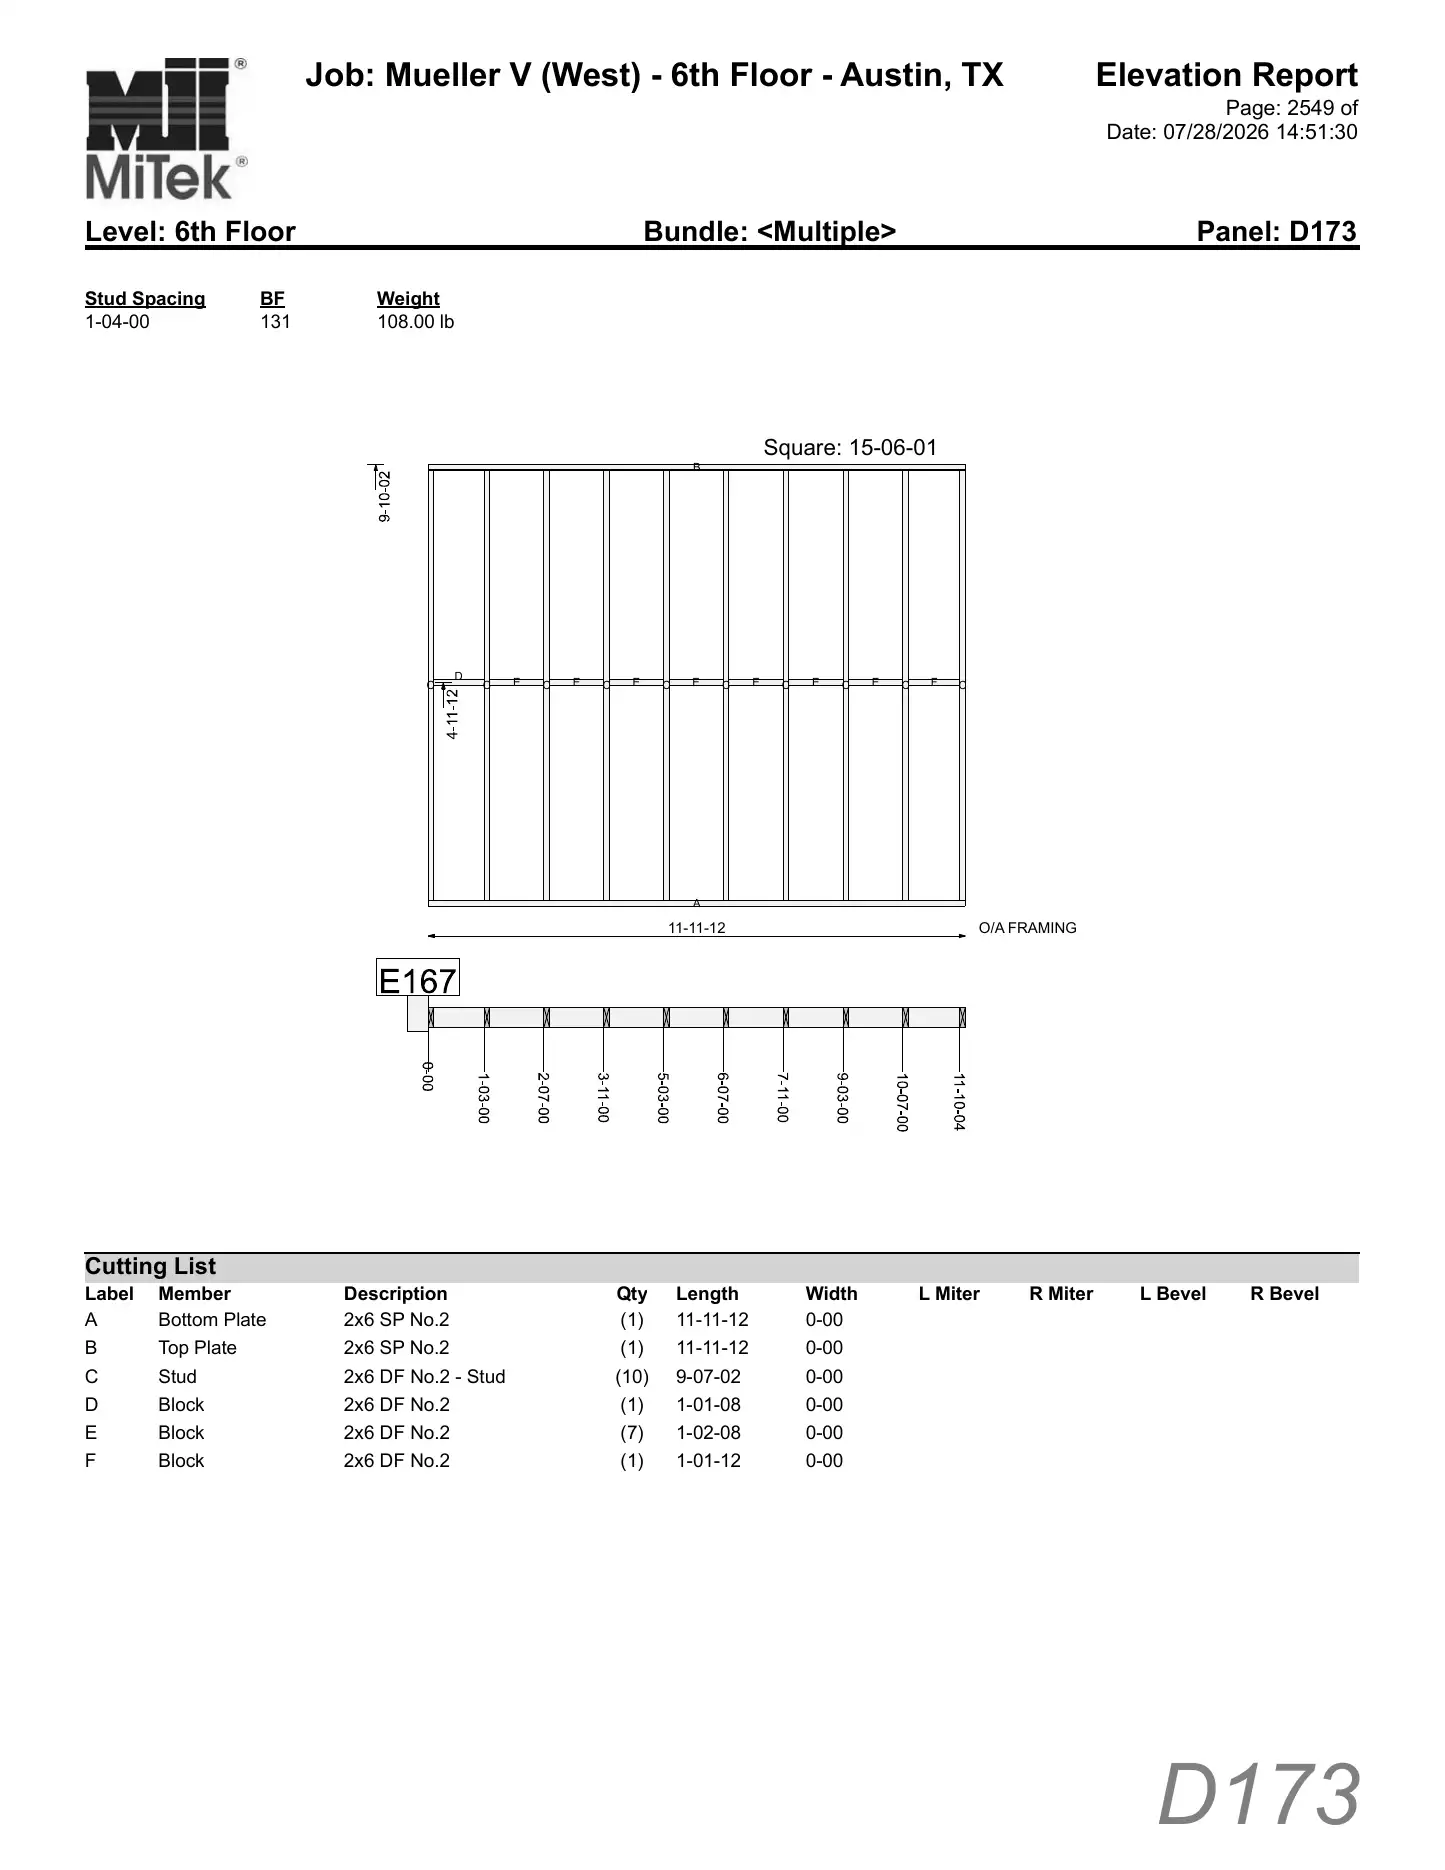 Job: Mueller V (West) - 6th Floor - Austin, TX
Elevation Report
Page: 2549 of
Date: 07/28/2026 14:51:30
MiTek®
Level: 6th Floor
Bundle: <Multiple>
Panel: D173
Stud Spacing BF Weight
1-04-00 131 108.00 lb
Square: 15-06-01
B
9-10-02
D
4-11-12
A
11-11-12
O/A FRAMING
E167
0-00
1-03-00
2-07-00
3-11-00
5-03-00
6-07-00
7-11-00
9-03-00
10-07-00
11-10-04
Cutting List
Label Member Description Qty Length Width L Miter R Miter L Bevel R Bevel
A Bottom Plate 2x6 SP No.2 (1) 11-11-12 0-00
B Top Plate 2x6 SP No.2 (1) 11-11-12 0-00
C Stud 2x6 DF No.2 - Stud (10) 9-07-02 0-00
D Block 2x6 DF No.2 (1) 1-01-08 0-00
E Block 2x6 DF No.2 (7) 1-02-08 0-00
F Block 2x6 DF No.2 (1) 1-01-12 0-00
D173